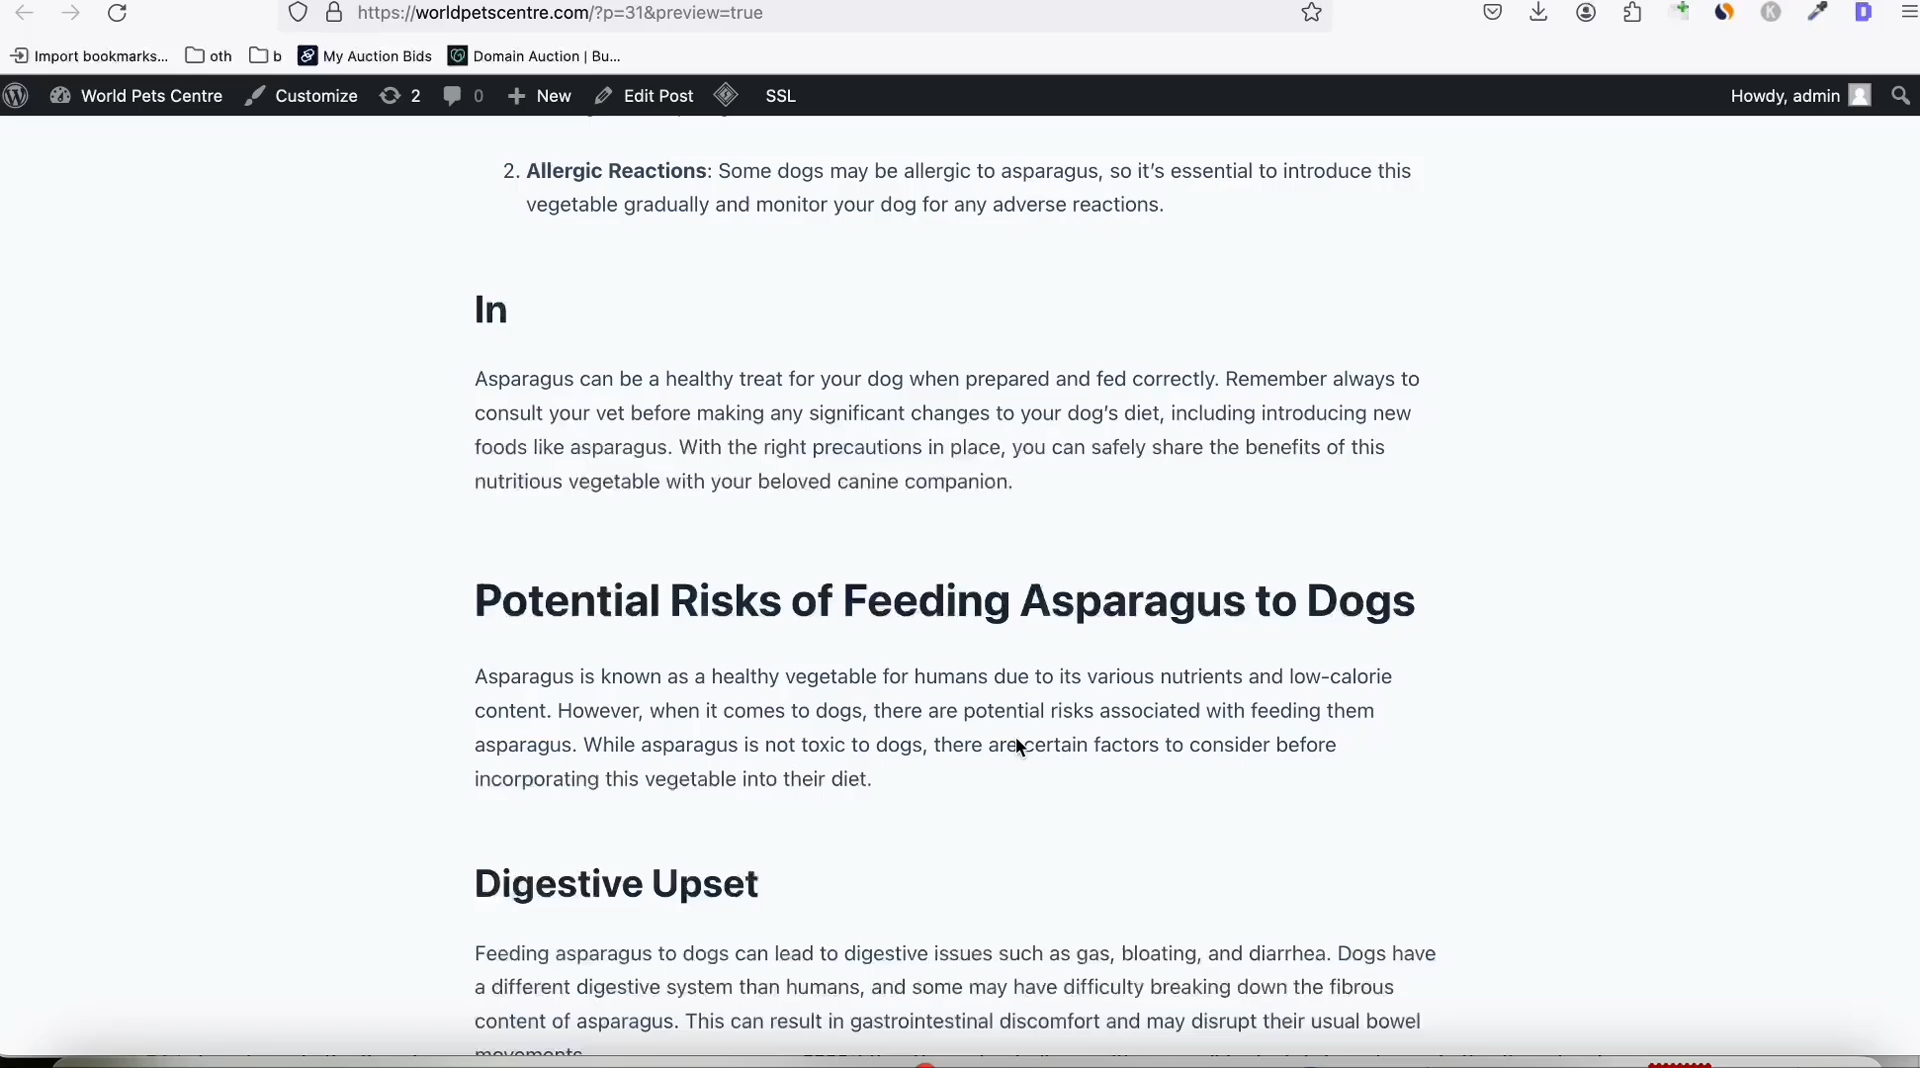 https://worldpetscentre.com/?p=31&preview=true
Import bookmarks... oth b My Auction Bids Domain Auction | Bu...
World Pets Centre Customize 2 0 New Edit Post SSL Howdy, admin
2. Allergic Reactions: Some dogs may be allergic to asparagus, so it’s essential to introduce this
vegetable gradually and monitor your dog for any adverse reactions.
In
Asparagus can be a healthy treat for your dog when prepared and fed correctly. Remember always to
consult your vet before making any significant changes to your dog’s diet, including introducing new
foods like asparagus. With the right precautions in place, you can safely share the benefits of this
nutritious vegetable with your beloved canine companion.
Potential Risks of Feeding Asparagus to Dogs
Asparagus is known as a healthy vegetable for humans due to its various nutrients and low-calorie
content. However, when it comes to dogs, there are potential risks associated with feeding them
asparagus. While asparagus is not toxic to dogs, there are certain factors to consider before
incorporating this vegetable into their diet.
Digestive Upset
Feeding asparagus to dogs can lead to digestive issues such as gas, bloating, and diarrhea. Dogs have
a different digestive system than humans, and some may have difficulty breaking down the fibrous
content of asparagus. This can result in gastrointestinal discomfort and may disrupt their usual bowel
movements.